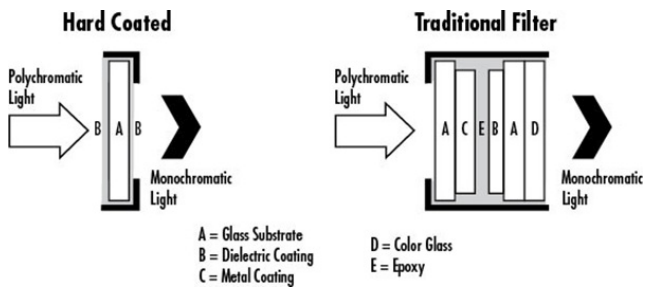 Hard Coated
Polychromatic
Light
B A B
Monochromatic
Light
Traditional Filter
Polychromatic
Light
A C E B A D
Monochromatic
Light
A = Glass Substrate
B = Dielectric Coating
C = Metal Coating
D = Color Glass
E = Epoxy